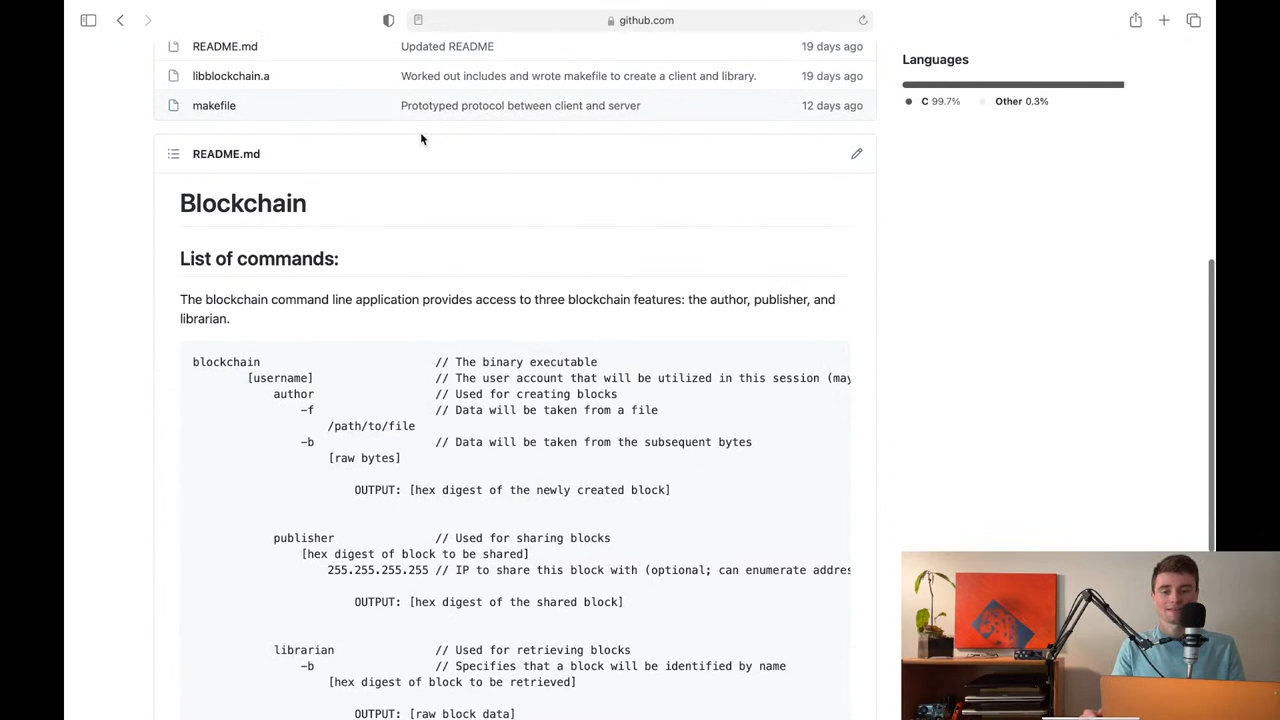 github.com
README.md Updated README 19 days ago
libblockchain.a Worked out includes and wrote makefile to create a client and library. 19 days ago
makefile Prototyped protocol between client and server 12 days ago
Languages
C 99.7% Other 0.3%
README.md
Blockchain
List of commands:
The blockchain command line application provides access to three blockchain features: the author, publisher, and
librarian.
blockchain // The binary executable
[username] // The user account that will be utilized in this session (may
author // Used for creating blocks
-f // Data will be taken from a file
/path/to/file
-b // Data will be taken from the subsequent bytes
[raw bytes]
OUTPUT: [hex digest of the newly created block]
publisher // Used for sharing blocks
[hex digest of block to be shared]
255.255.255.255 // IP to share this block with (optional; can enumerate addres
OUTPUT: [hex digest of the shared block]
librarian // Used for retrieving blocks
-b // Specifies that a block will be identified by name
[hex digest of block to be retrieved]
OUTPUT: [raw block data]